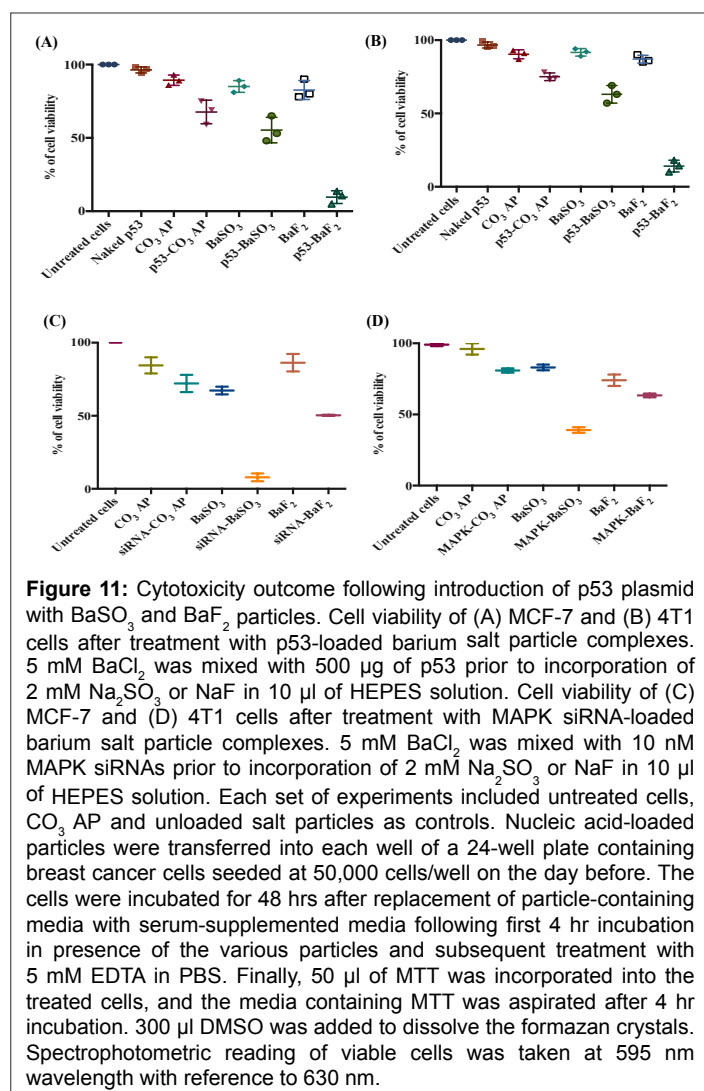 (A)
% of cell viability
100
50
0
Untreated cells
Naked p53
CO3 AP
p53-CO3 AP
BaSO3
p53-BaSO3
BaF2
p53-BaF2
(B)
% of cell viability
100
50
0
Untreated cells
Naked p53
CO3 AP
p53-CO3 AP
BaSO3
p53-BaSO3
BaF2
p53-BaF2
(C)
% of cell viability
100
50
0
Untreated cells
CO3 AP
siRNA-CO3 AP
BaSO3
siRNA-BaSO3
BaF2
siRNA-BaF2
(D)
% of cell viability
100
50
0
Untreated cells
CO3 AP
MAPK-CO3 AP
BaSO3
MAPK-BaSO3
BaF2
MAPK-BaF2
Figure 11: Cytotoxicity outcome following introduction of p53 plasmid
with BaSO3 and BaF2 particles. Cell viability of (A) MCF-7 and (B) 4T1
cells after treatment with p53-loaded barium salt particle complexes.
5 mM BaCl2 was mixed with 500 µg of p53 prior to incorporation of
2 mM Na2SO3 or NaF in 10 µl of HEPES solution. Cell viability of (C)
MCF-7 and (D) 4T1 cells after treatment with MAPK siRNA-loaded
barium salt particle complexes. 5 mM BaCl2 was mixed with 10 nM
MAPK siRNAs prior to incorporation of 2 mM Na2SO3 or NaF in 10 µl
of HEPES solution. Each set of experiments included untreated cells,
CO3 AP and unloaded salt particles as controls. Nucleic acid-loaded
particles were transferred into each well of a 24-well plate containing
breast cancer cells seeded at 50,000 cells/well on the day before. The
cells were incubated for 48 hrs after replacement of particle-containing
media with serum-supplemented media following first 4 hr incubation
in presence of the various particles and subsequent treatment with
5 mM EDTA in PBS. Finally, 50 µl of MTT was incorporated into the
treated cells, and the media containing MTT was aspirated after 4 hr
incubation. 300 µl DMSO was added to dissolve the formazan crystals.
Spectrophotometric reading of viable cells was taken at 595 nm
wavelength with reference to 630 nm.